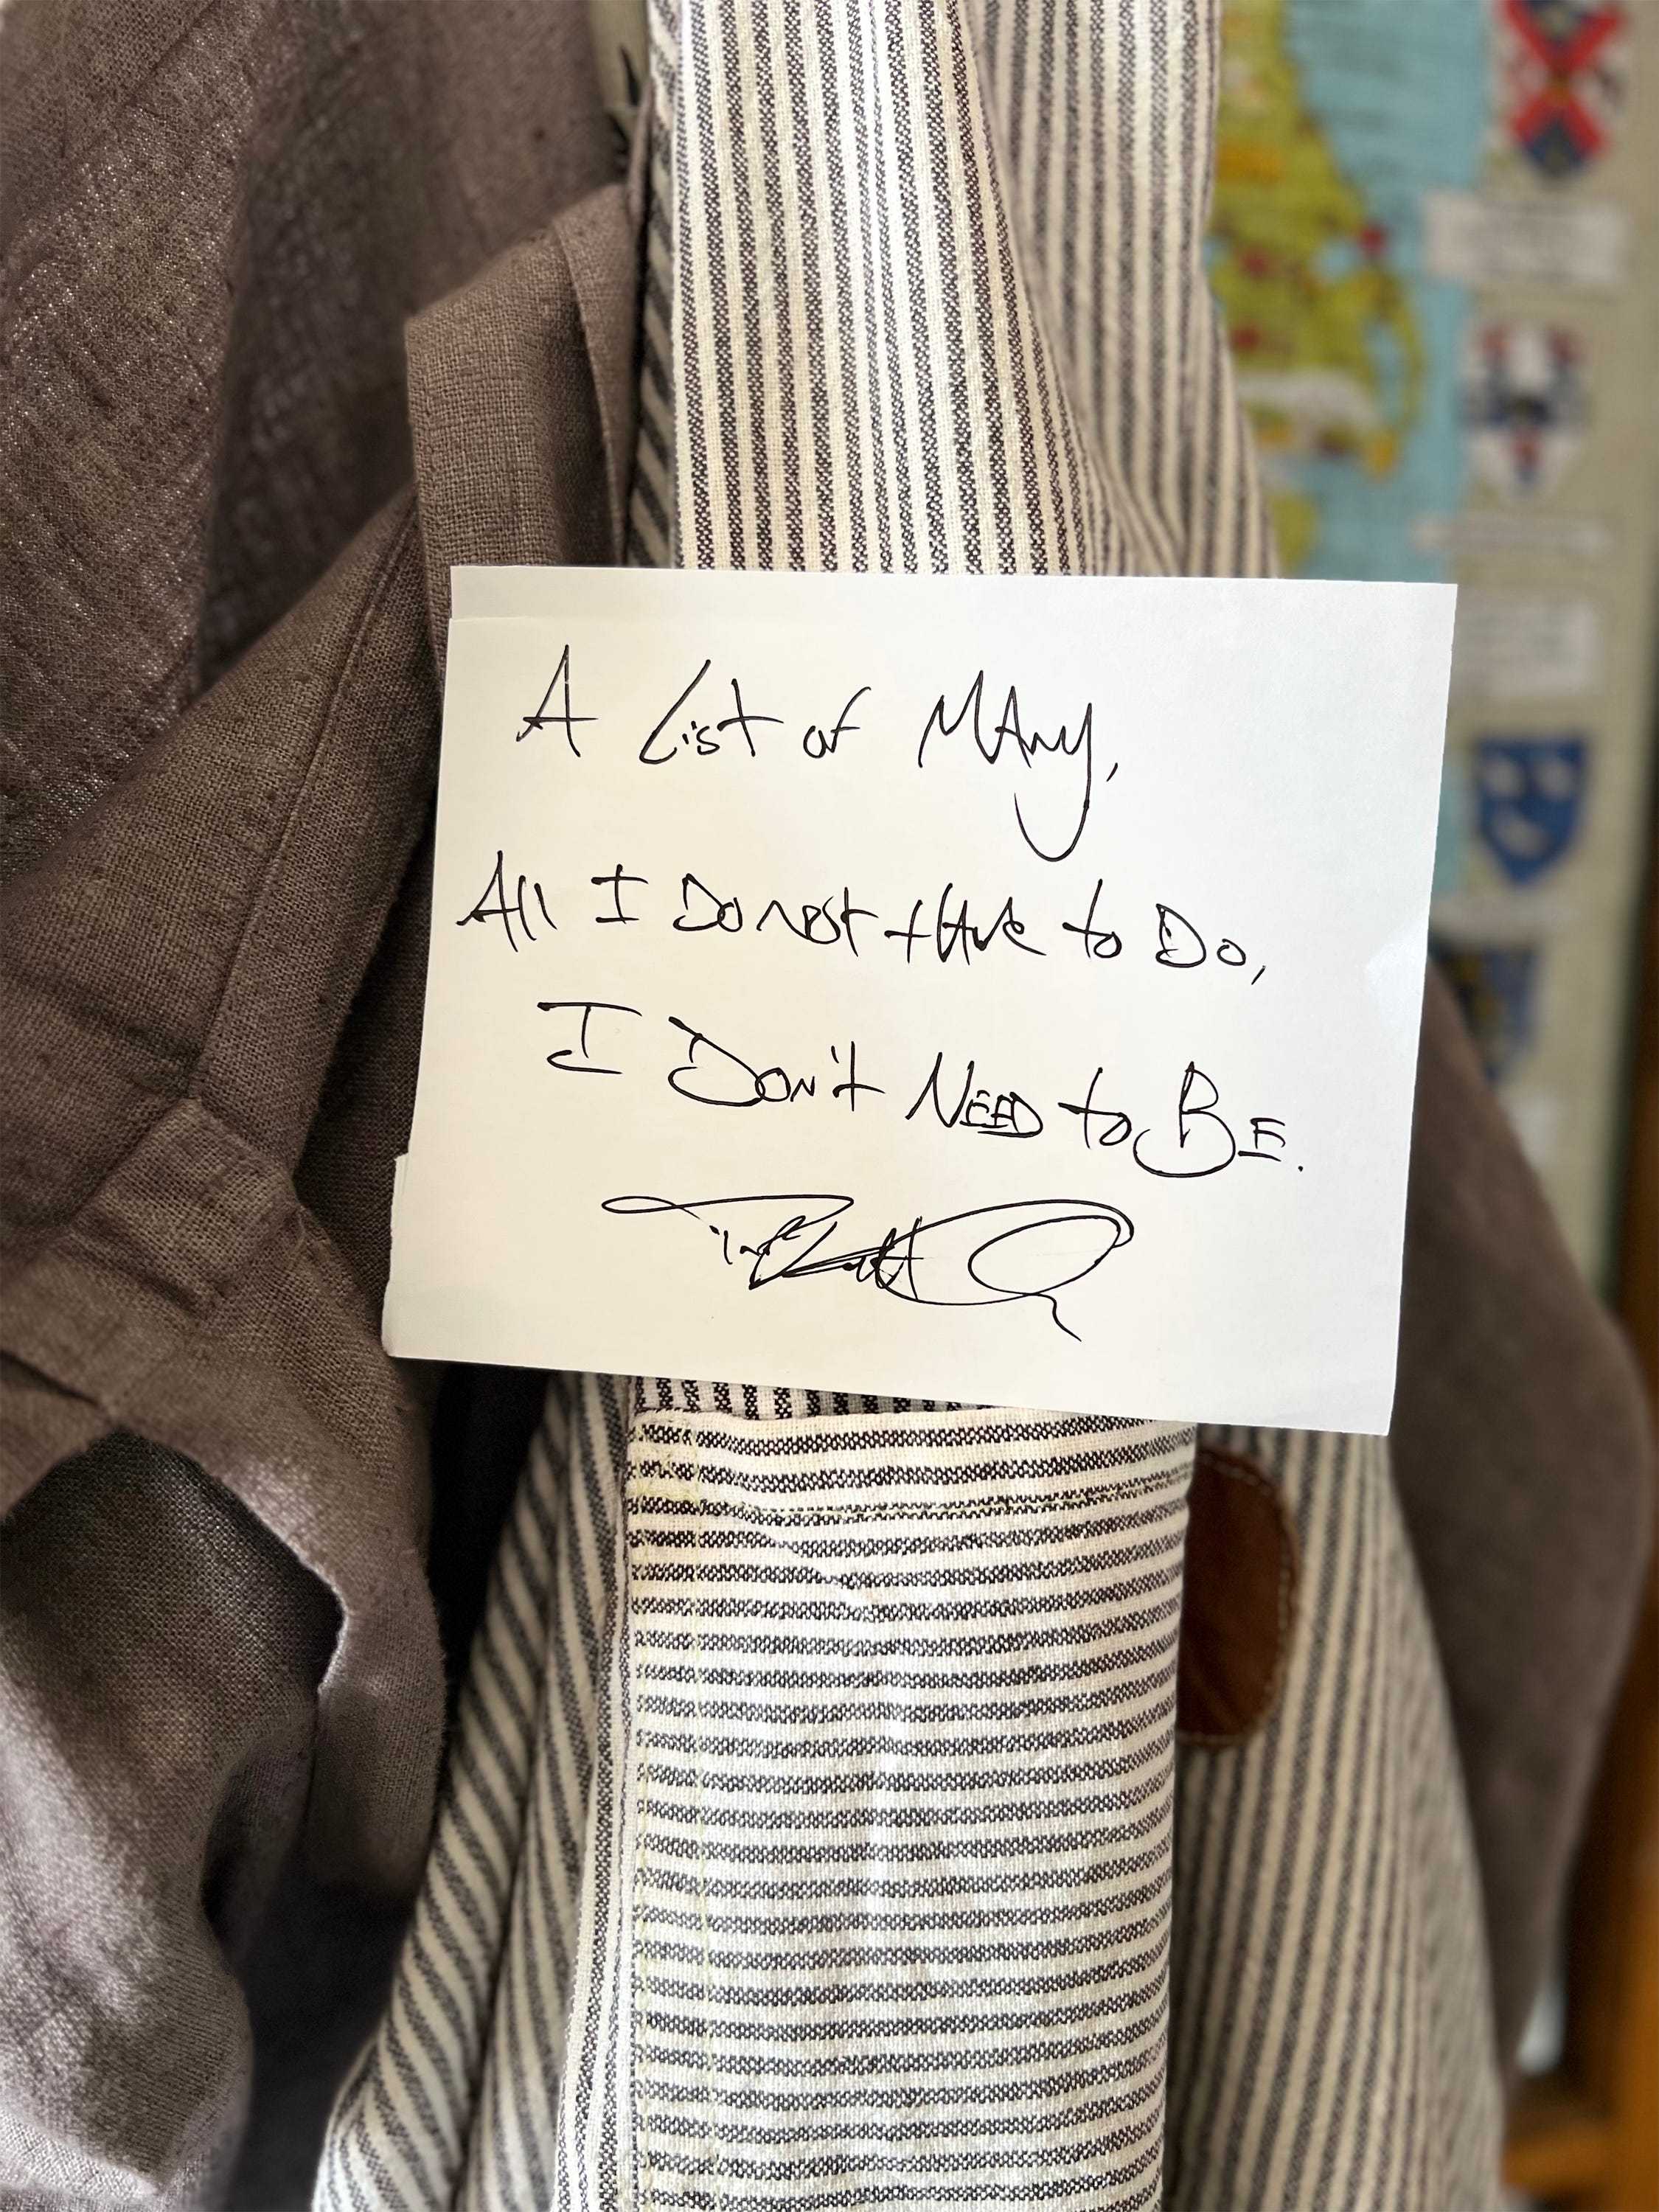 A List of MAny,
All I Do not HAve to Do,
I Don't NEED to BE.